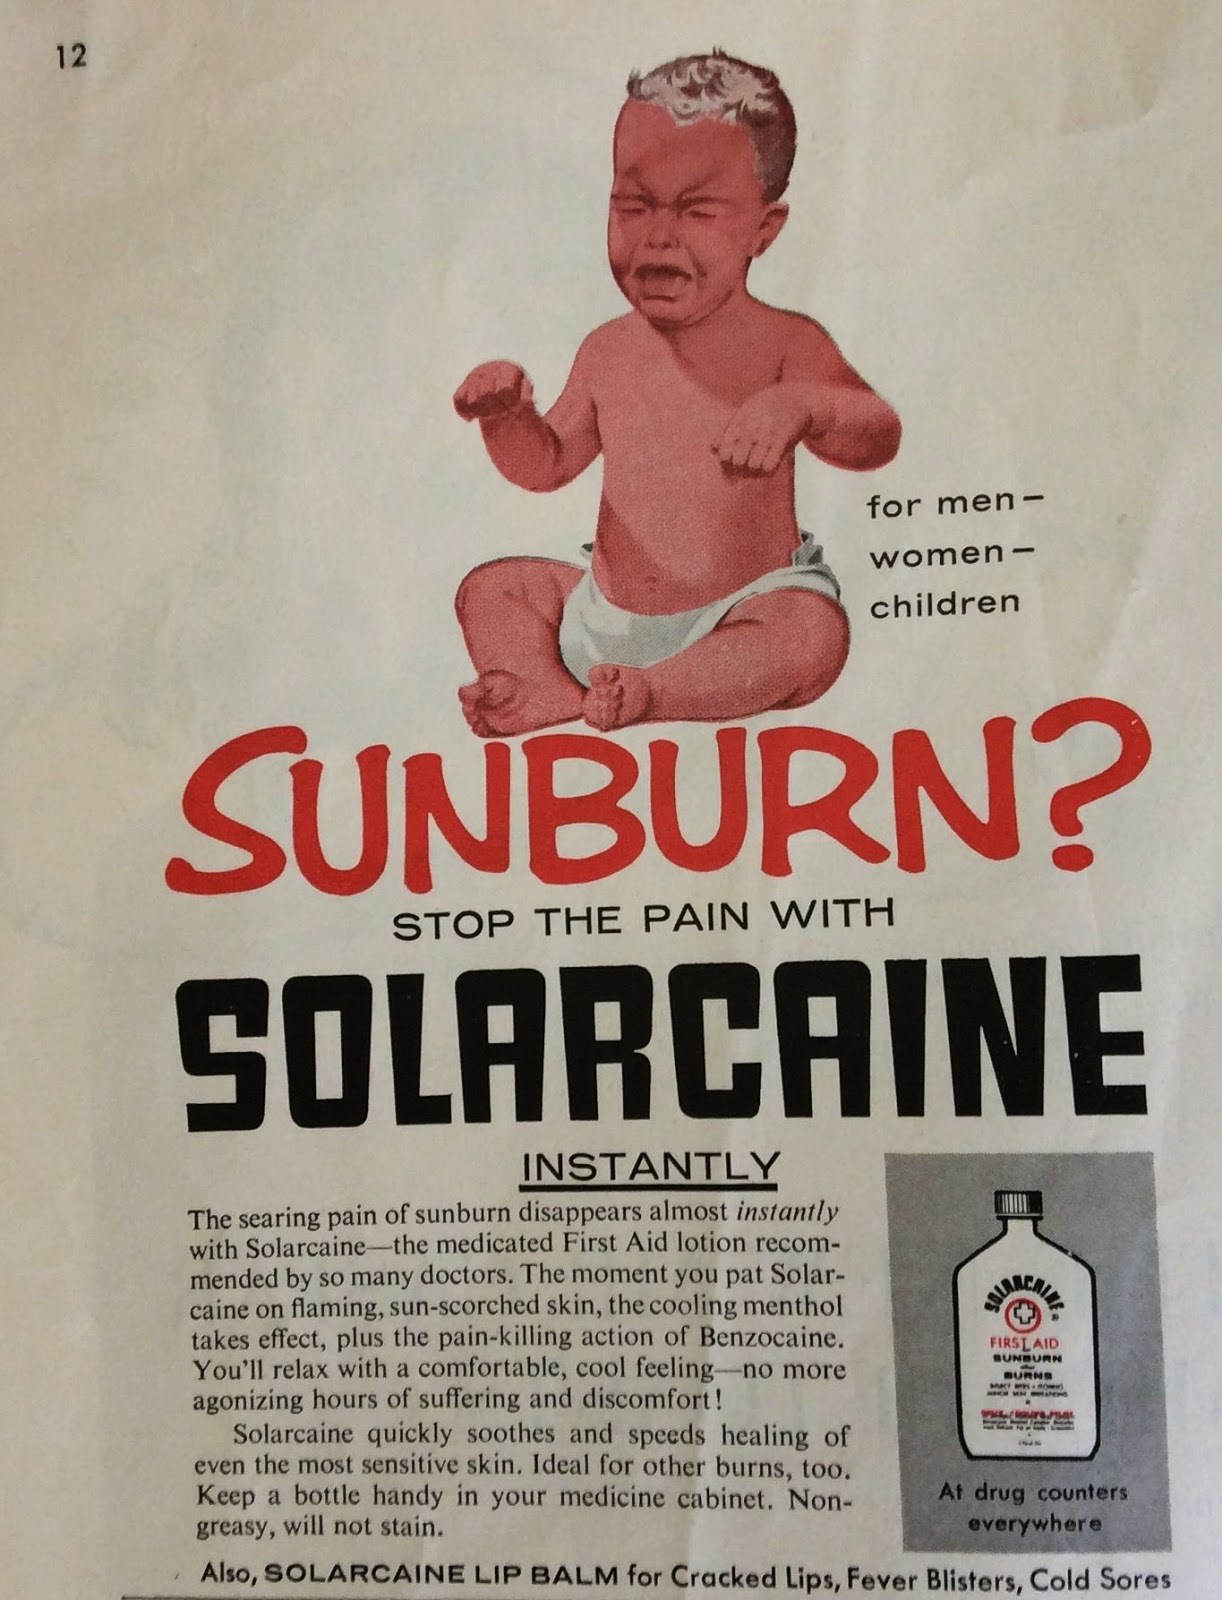 12
for men–
women–
children
SUNBURN?
STOP THE PAIN WITH
SOLARCAINE
INSTANTLY
The searing pain of sunburn disappears almost instantly
with Solarcaine—the medicated First Aid lotion recom-
mended by so many doctors. The moment you pat Solar-
caine on flaming, sun-scorched skin, the cooling menthol
takes effect, plus the pain-killing action of Benzocaine.
You'll relax with a comfortable, cool feeling—no more
agonizing hours of suffering and discomfort!
Solarcaine quickly soothes and speeds healing of
even the most sensitive skin. Ideal for other burns, too.
Keep a bottle handy in your medicine cabinet. Non-
greasy, will not stain.
SOLARCAINE®
FIRST AID
SUNBURN
BURNS
At drug counters
everywhere
Also, SOLARCAINE LIP BALM for Cracked Lips, Fever Blisters, Cold Sores